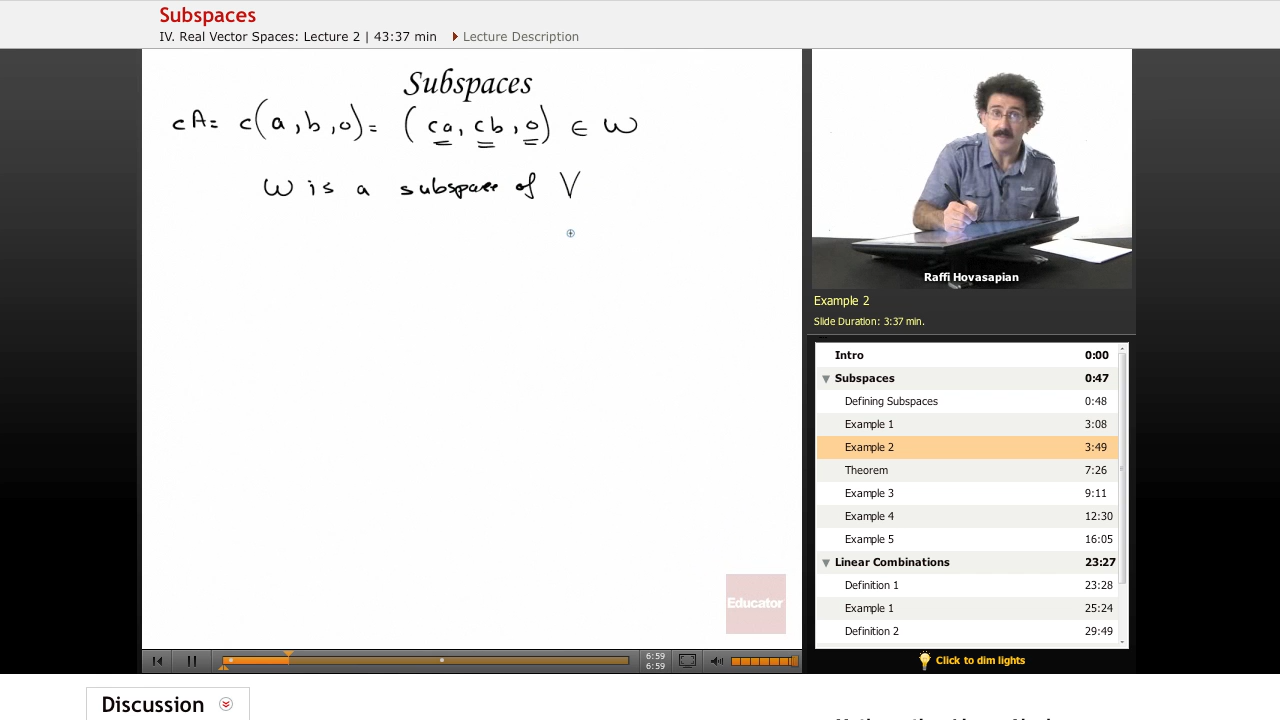 Subspaces
IV. Real Vector Spaces: Lecture 2 | 43:37 min Lecture Description
Subspaces
cA = c(a, b, 0) = (ca, cb, 0) ∈ W
W is a subspace of V
Educator
Raffi Hovasapian
Example 2
Slide Duration: 3:37 min.
Intro 0:00
Subspaces 0:47
Defining Subspaces 0:48
Example 1 3:08
Example 2 3:49
Theorem 7:26
Example 3 9:11
Example 4 12:30
Example 5 16:05
Linear Combinations 23:27
Definition 1 23:28
Example 1 25:24
Definition 2 29:49
6:59
6:59
Click to dim lights
Discussion